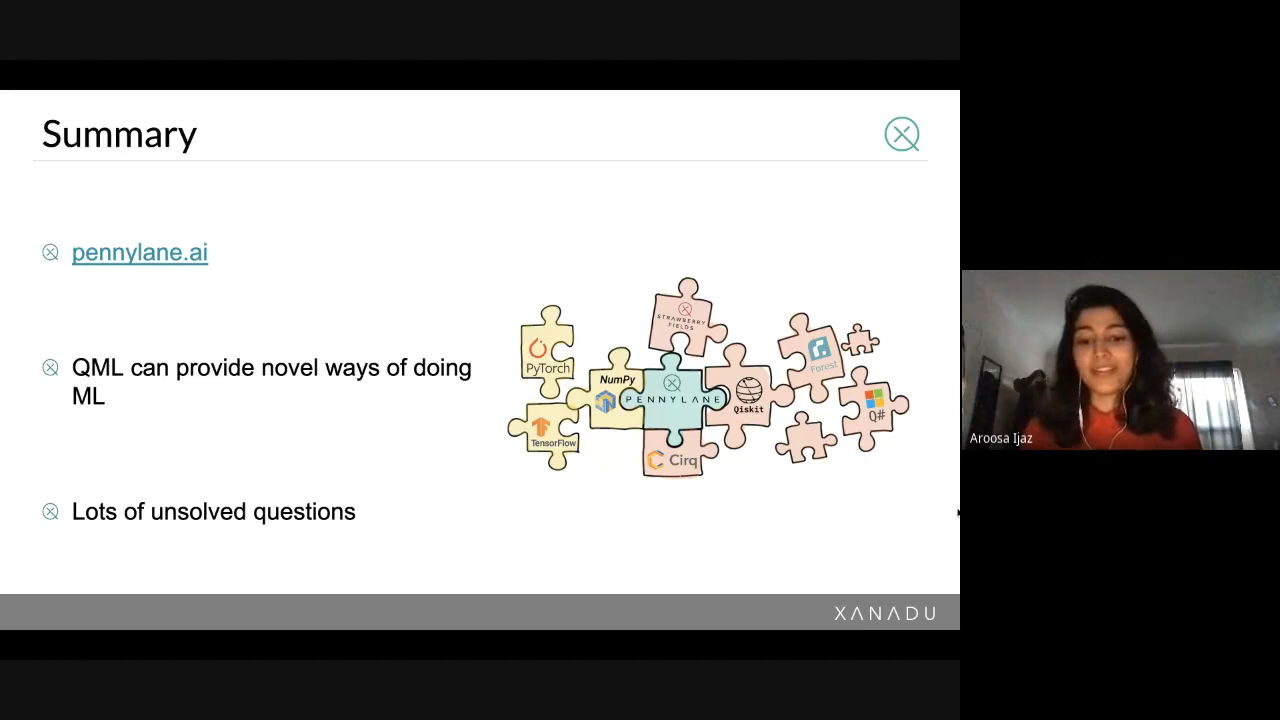 Summary
pennylane.ai
QML can provide novel ways of doing
ML
Lots of unsolved questions
STRAWBERRY
FIELDS
PyTorch
NumPy
PENNYLANE
Qiskit
Forest
Q#
TensorFlow
Cirq
XANADU
Aroosa Ijaz